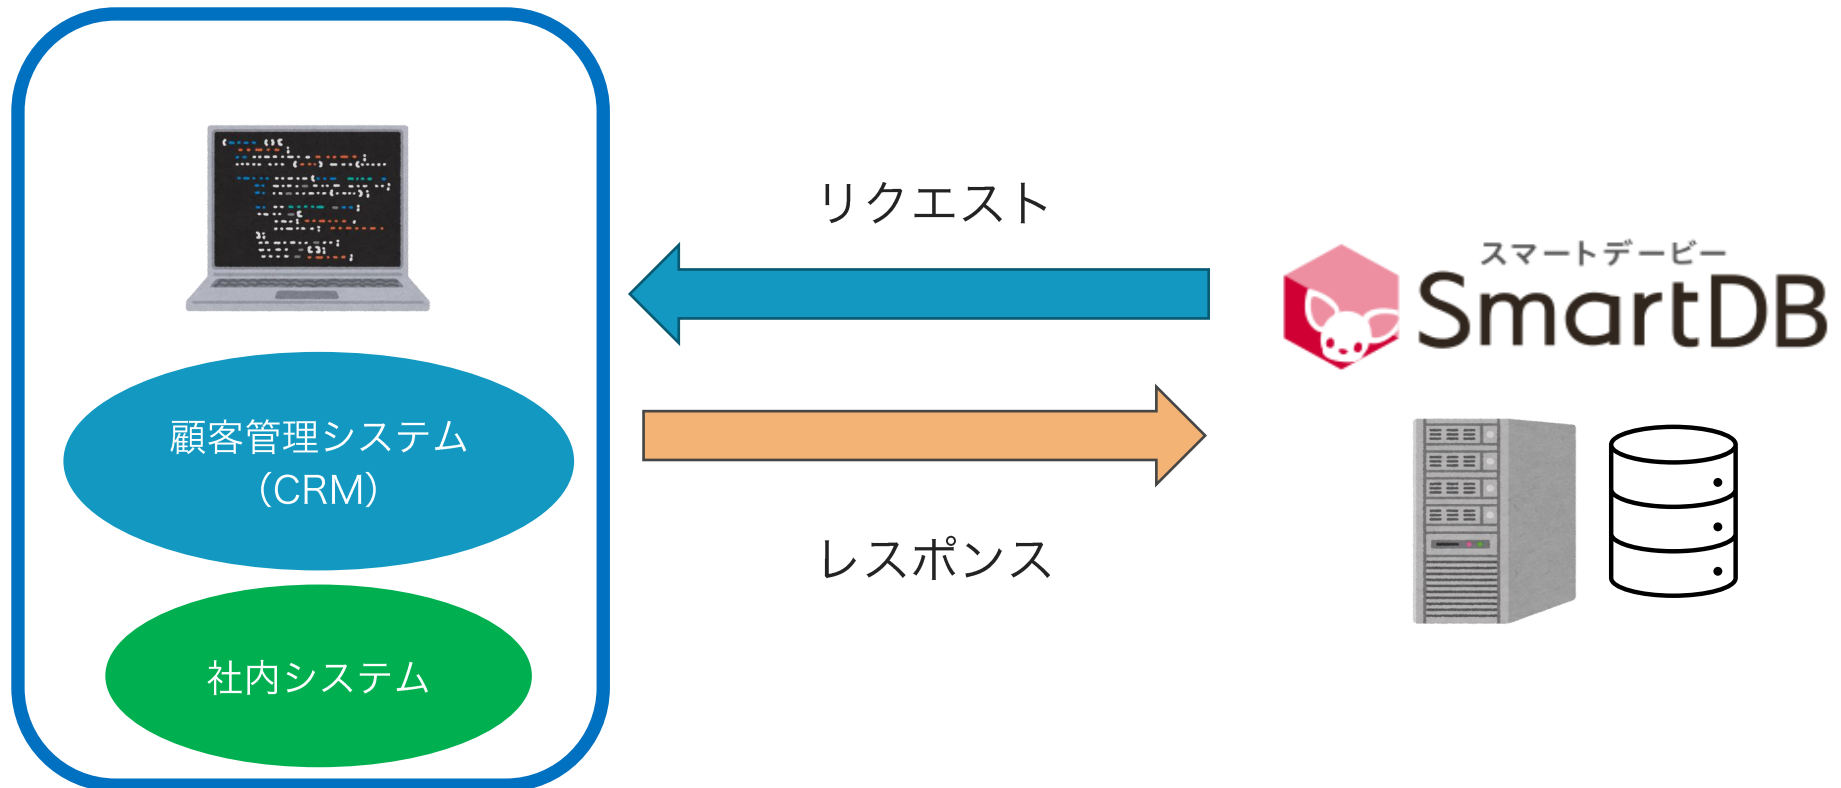 リクエスト
スマートデービー
SmartDB
顧客管理システム
（CRM）
レスポンス
社内システム